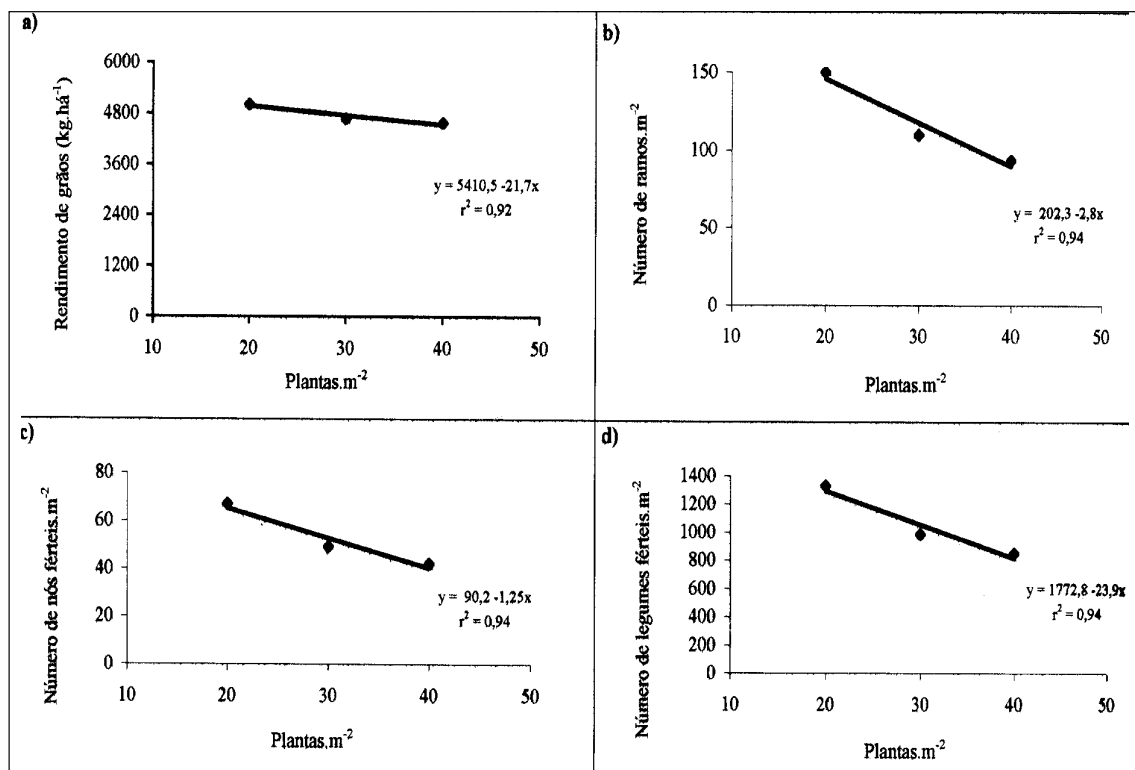 a)
Rendimento de grãos (kg.há⁻¹)
6000
4800
3600
2400
1200
0
y = 5410,5 -21,7x
r² = 0,92
10 20 30 40 50
Plantas.m⁻²
b)
Número de ramos.m⁻²
150
100
50
0
y = 202,3 -2,8x
r² = 0,94
10 20 30 40 50
Plantas.m⁻²
c)
Número de nós férteis.m⁻²
80
60
40
20
0
y = 90,2 -1,25x
r² = 0,94
10 20 30 40 50
Plantas.m⁻²
d)
Número de legumes férteis.m⁻²
1400
1200
1000
800
600
400
200
0
y = 1772,8 -23,9x
r² = 0,94
10 20 30 40 50
Plantas.m⁻²